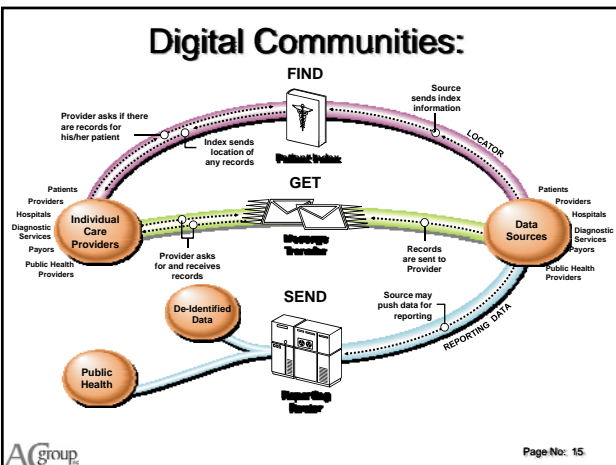 Digital Communities:
FIND
Source
sends index
information
Provider asks if there
are records for
his/her patient
Index sends
location of
any records
LOCATOR
Patient Index
GET
Patients
Providers
Hospitals
Diagnostic
Services
Payors
Public Health
Providers
Individual
Care
Providers
Message
Transfer
Data
Sources
Patients
Providers
Hospitals
Diagnostic
Services
Payors
Public Health
Providers
Provider asks
for and receives
records
Records
are sent to
Provider
SEND
De-Identified
Data
Source may
push data for
reporting
REPORTING DATA
Public
Health
Reporting
Router
ACgroup inc
Page No: 15